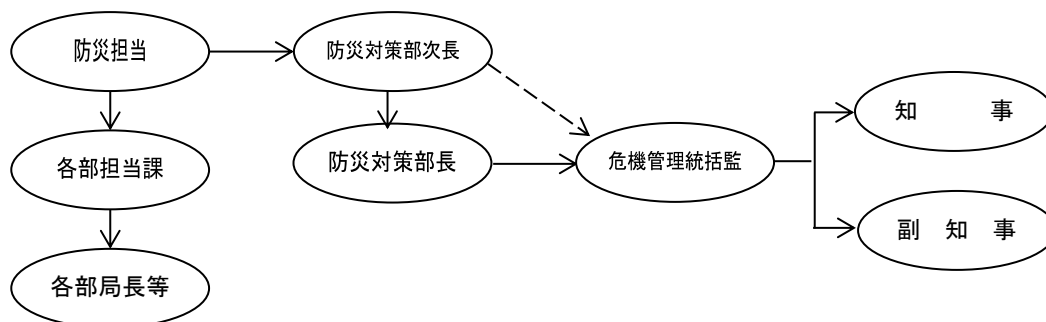 防災担当
防災対策部次長
知　　　事
各部担当課
防災対策部長
危機管理統括監
副　知　事
各部局長等